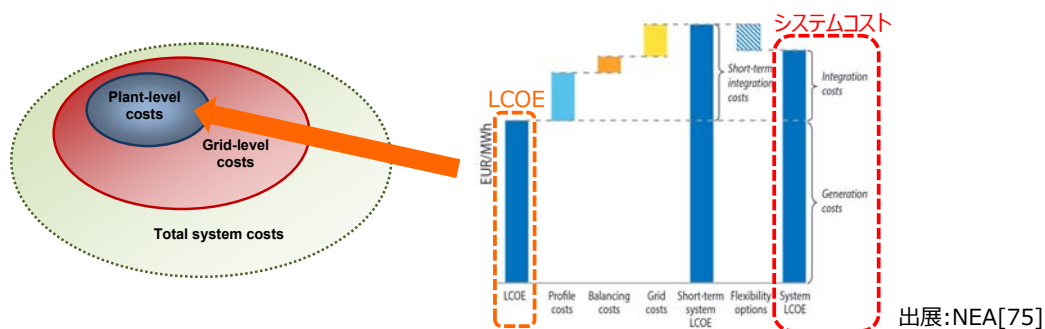 Plant-level
costs
Grid-level
costs
Total system costs
システムコスト
LCOE
EUR/MWh
Short-term
integration
costs
Integration
costs
Generation
costs
LCOE
Profile
costs
Balancing
costs
Grid
costs
Short-term
system
LCOE
Flexibility
options
System
LCOE
出展:NEA[75]